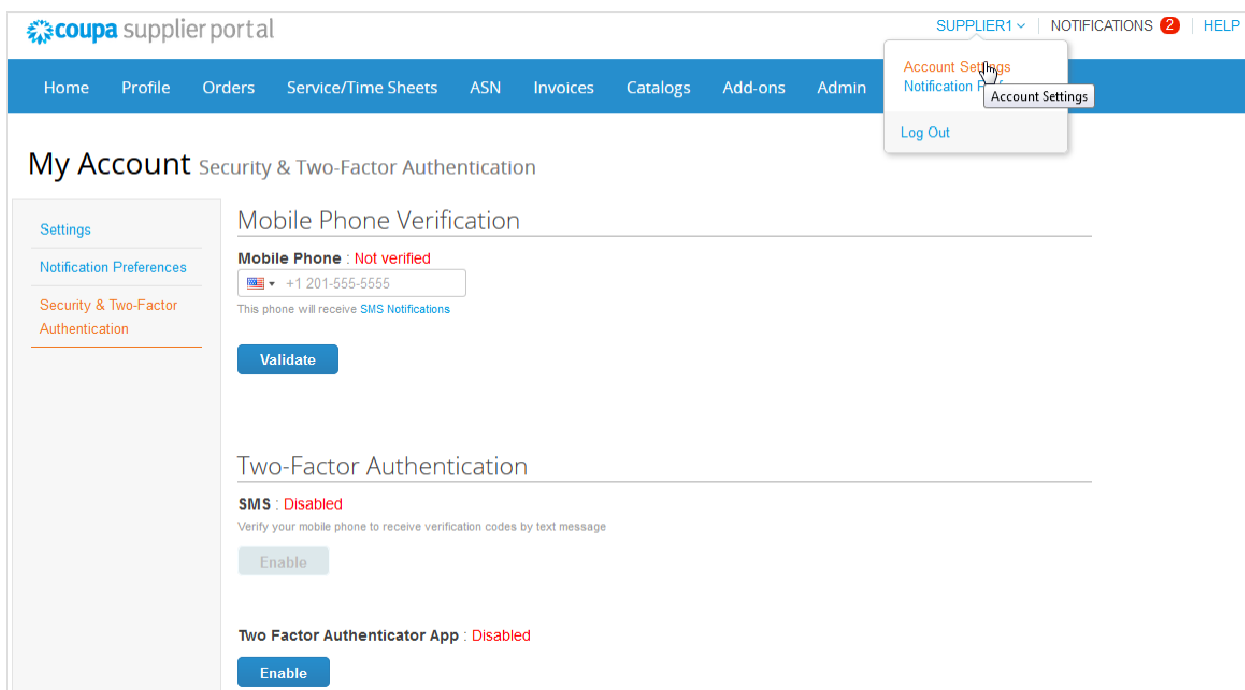 coupa supplier portal
SUPPLIER1 NOTIFICATIONS 2 HELP
Account Settings
Notification
Account Settings
Log Out
Home Profile Orders Service/Time Sheets ASN Invoices Catalogs Add-ons Admin
My Account Security & Two-Factor Authentication
Settings
Notification Preferences
Security & Two-Factor
Authentication
Mobile Phone Verification
Mobile Phone : Not verified
+1 201-555-5555
This phone will receive SMS Notifications
Validate
Two-Factor Authentication
SMS : Disabled
Verify your mobile phone to receive verification codes by text message
Enable
Two Factor Authenticator App : Disabled
Enable